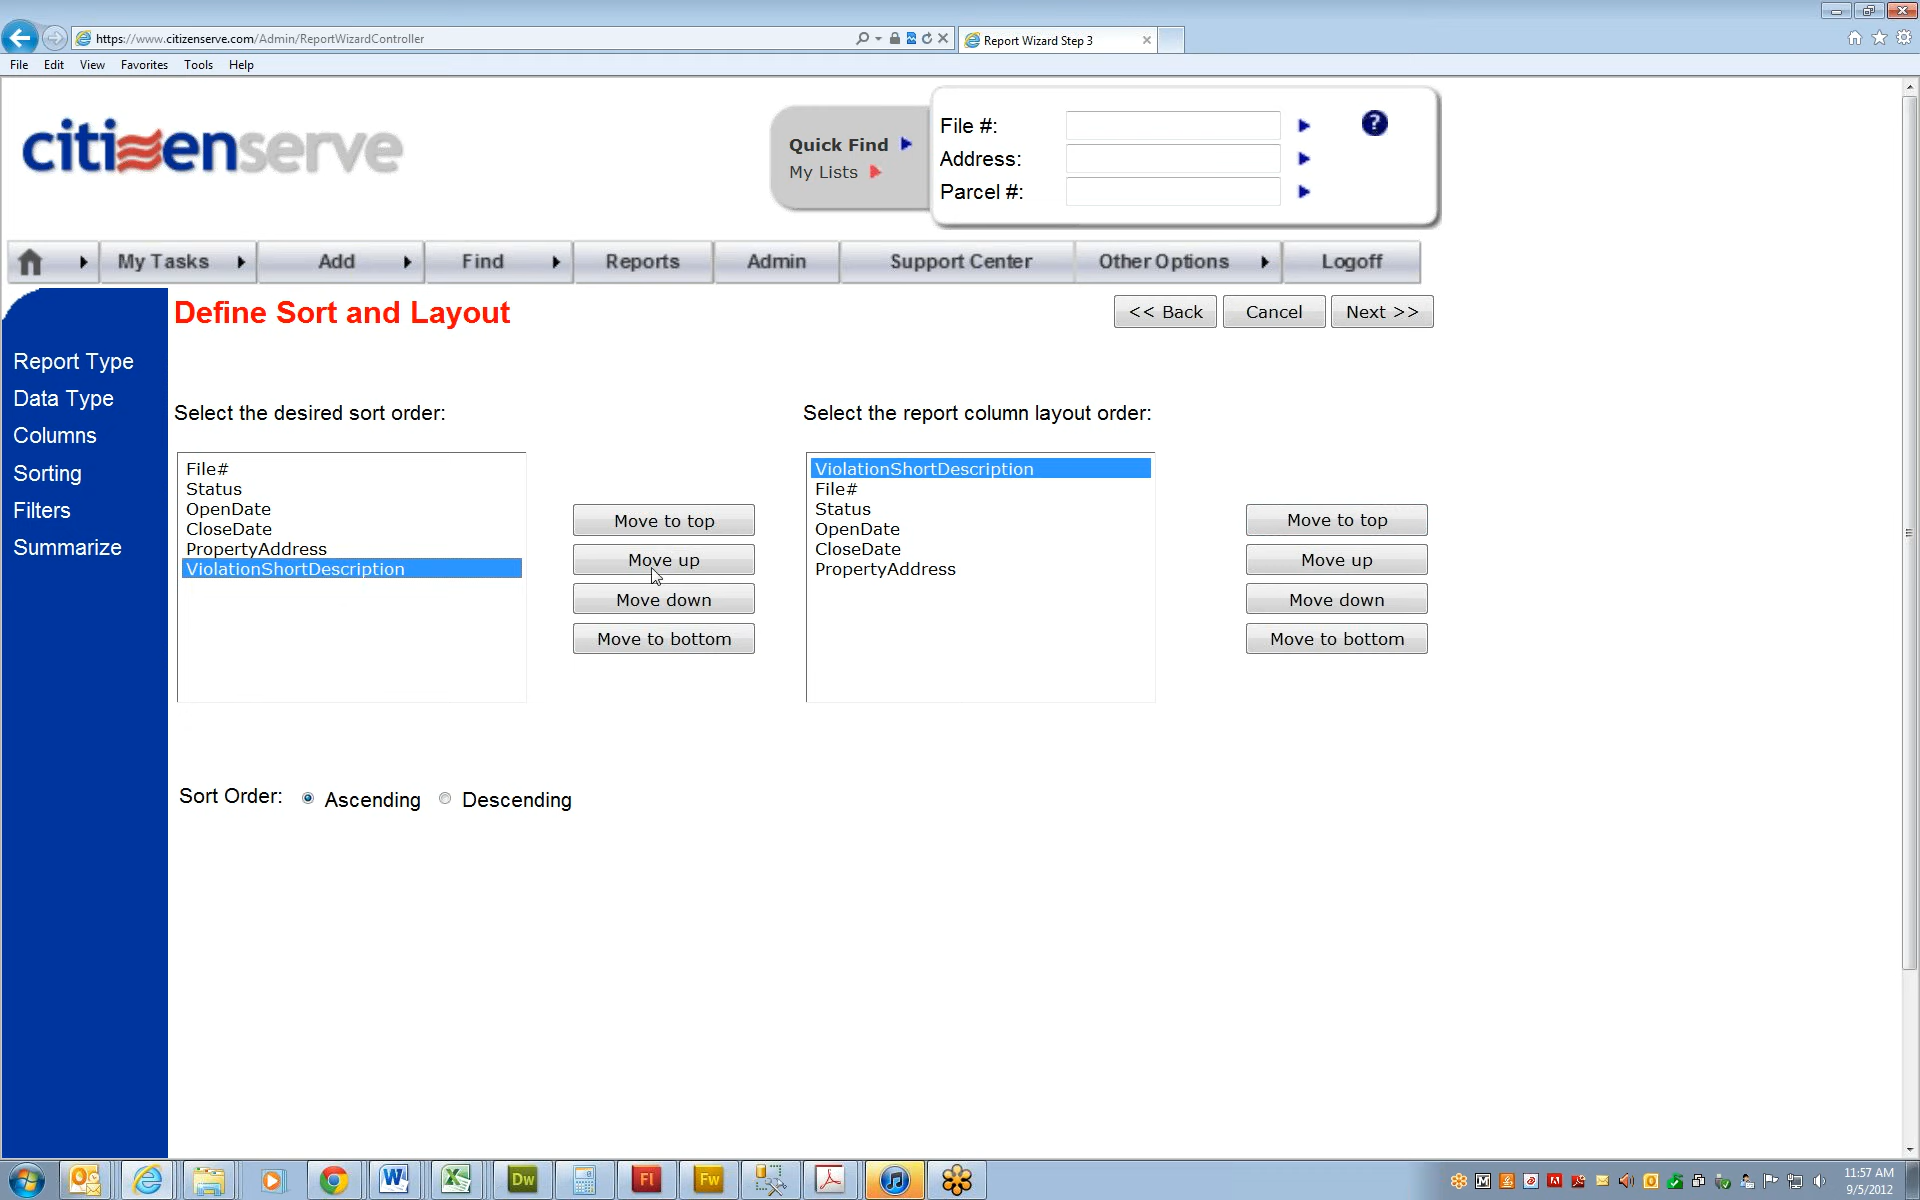 https://www.citizenserve.com/Admin/ReportWizardController
Report Wizard Step 3
File Edit View Favorites Tools Help
citizenserve
Quick Find
My Lists
File #:
Address:
Parcel #:
?
My Tasks Add Find Reports Admin Support Center Other Options Logoff
Define Sort and Layout
<< Back Cancel Next >>
Report Type
Data Type
Columns
Sorting
Filters
Summarize
Select the desired sort order:
File#
Status
OpenDate
CloseDate
PropertyAddress
ViolationShortDescription
Move to top
Move up
Move down
Move to bottom
Select the report column layout order:
ViolationShortDescription
File#
Status
OpenDate
CloseDate
PropertyAddress
Move to top
Move up
Move down
Move to bottom
Sort Order: Ascending Descending
Dw
Fl
Fw
11:57 AM
9/5/2012